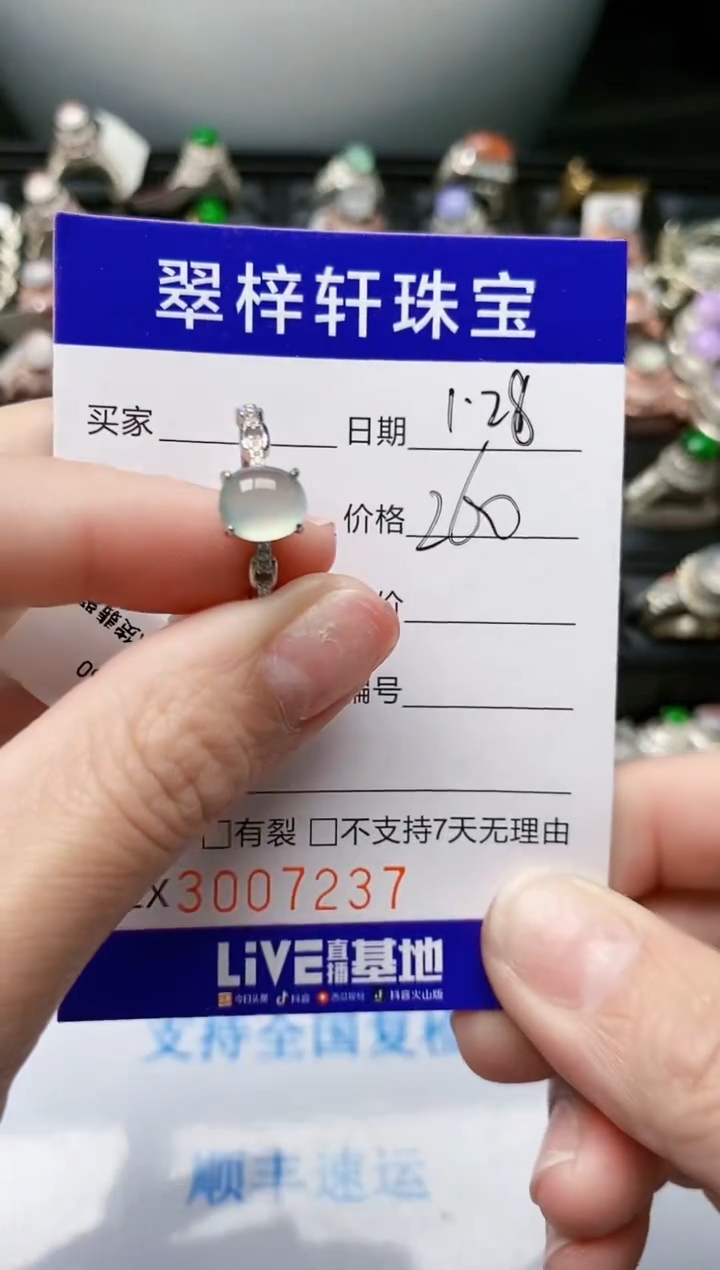 翠梓轩珠宝
买家 日期 1·28
价格 260
价
编号
有裂 不支持7天无理由
X3007237
LiVE直播基地
今日头条 抖音 西瓜视频 抖音火山版
支持全国复检
顺丰速运